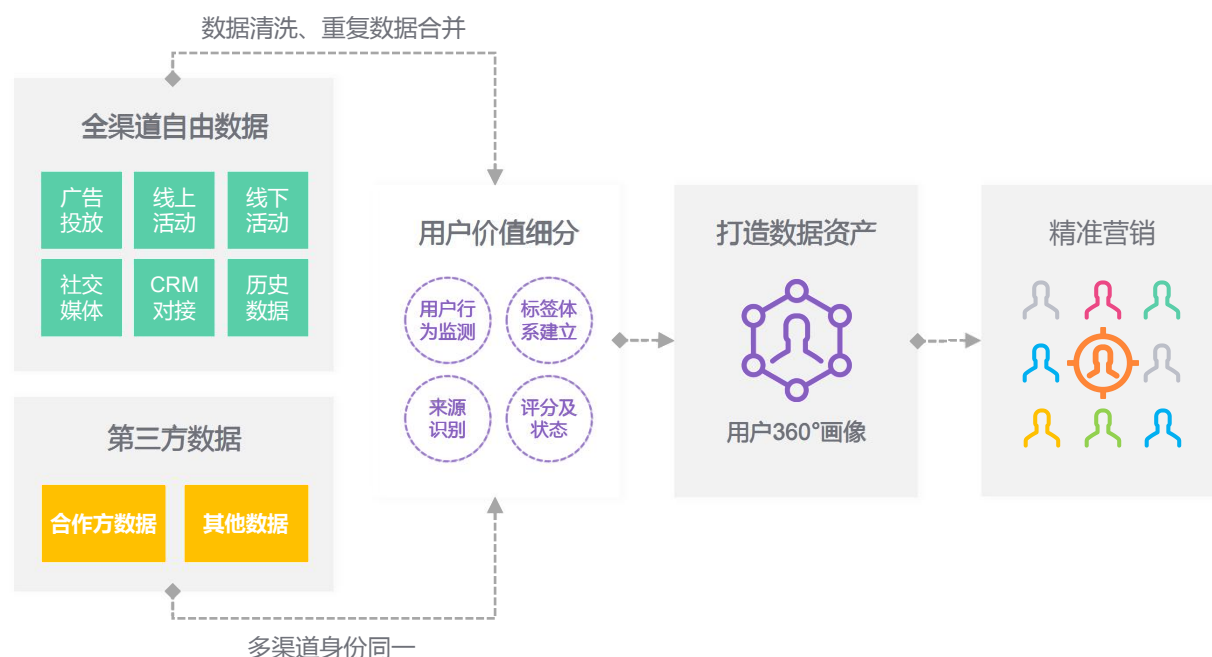 数据清洗、重复数据合并
全渠道自由数据
广告
投放
线上
活动
线下
活动
社交
媒体
CRM
对接
历史
数据
第三方数据
合作方数据
其他数据
多渠道身份同一
用户价值细分
用户行
为监测
标签体
系建立
来源
识别
评分及
状态
打造数据资产
用户360°画像
精准营销